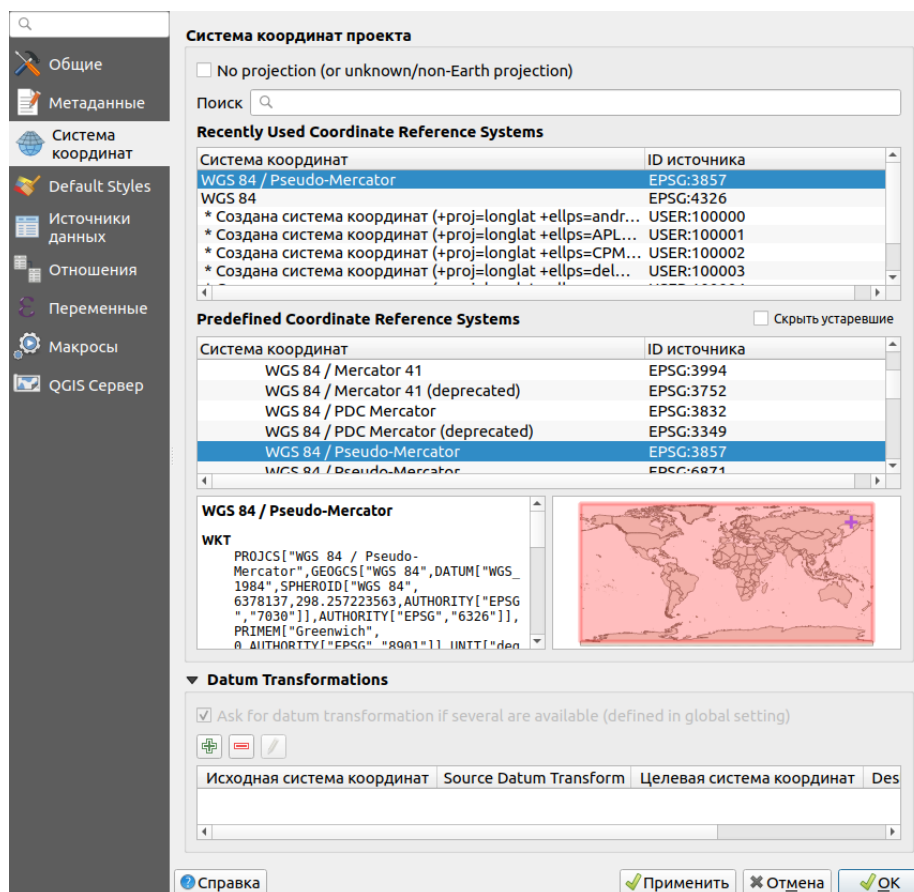 Система координат проекта
Общие
No projection (or unknown/non-Earth projection)
Метаданные
Поиск
Система координат
Recently Used Coordinate Reference Systems
Система координат ID источника
WGS 84 / Pseudo-Mercator EPSG:3857
Default Styles
WGS 84 EPSG:4326
Источники данных
* Создана система координат (+proj=longlat +ellps=andr... USER:100000
* Создана система координат (+proj=longlat +ellps=APL... USER:100001
* Создана система координат (+proj=longlat +ellps=CPM... USER:100002
Отношения
* Создана система координат (+proj=longlat +ellps=del... USER:100003
Переменные
Predefined Coordinate Reference Systems Скрыть устаревшие
Макросы
Система координат ID источника
WGS 84 / Mercator 41 EPSG:3994
QGIS Сервер
WGS 84 / Mercator 41 (deprecated) EPSG:3752
WGS 84 / PDC Mercator EPSG:3832
WGS 84 / PDC Mercator (deprecated) EPSG:3349
WGS 84 / Pseudo-Mercator EPSG:3857
WGS 84 / Pseudo-Mercator EPSG:6871
WGS 84 / Pseudo-Mercator
WKT
PROJCS["WGS 84 / Pseudo-
Mercator",GEOGCS["WGS 84",DATUM["WGS_
1984",SPHEROID["WGS 84",
6378137,298.257223563,AUTHORITY["EPSG
","7030"]],AUTHORITY["EPSG","6326"]],
PRIMEM["Greenwich",
0,AUTHORITY["EPSG","8901"]],UNIT["deg
Datum Transformations
Ask for datum transformation if several are available (defined in global setting)
Исходная система координат Source Datum Transform Целевая система координат Des
Справка Применить Отмена OK